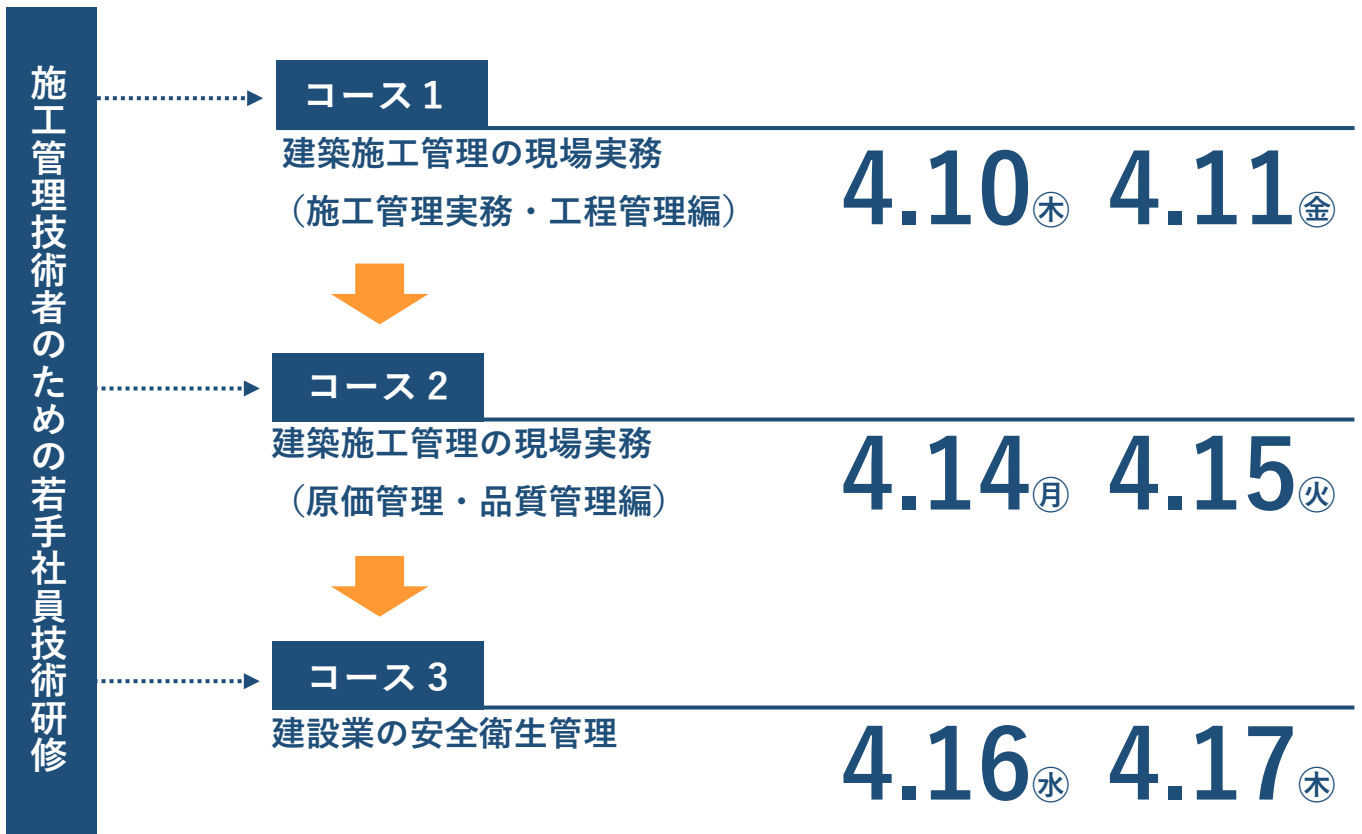 施工管理技術者のための若手社員技術研修
コース1
建築施工管理の現場実務
(施工管理実務・工程管理編)
4.10㊍ 4.11㊎
コース2
建築施工管理の現場実務
(原価管理・品質管理編)
4.14㊊ 4.15㊋
コース3
建設業の安全衛生管理
4.16㊌ 4.17㊍